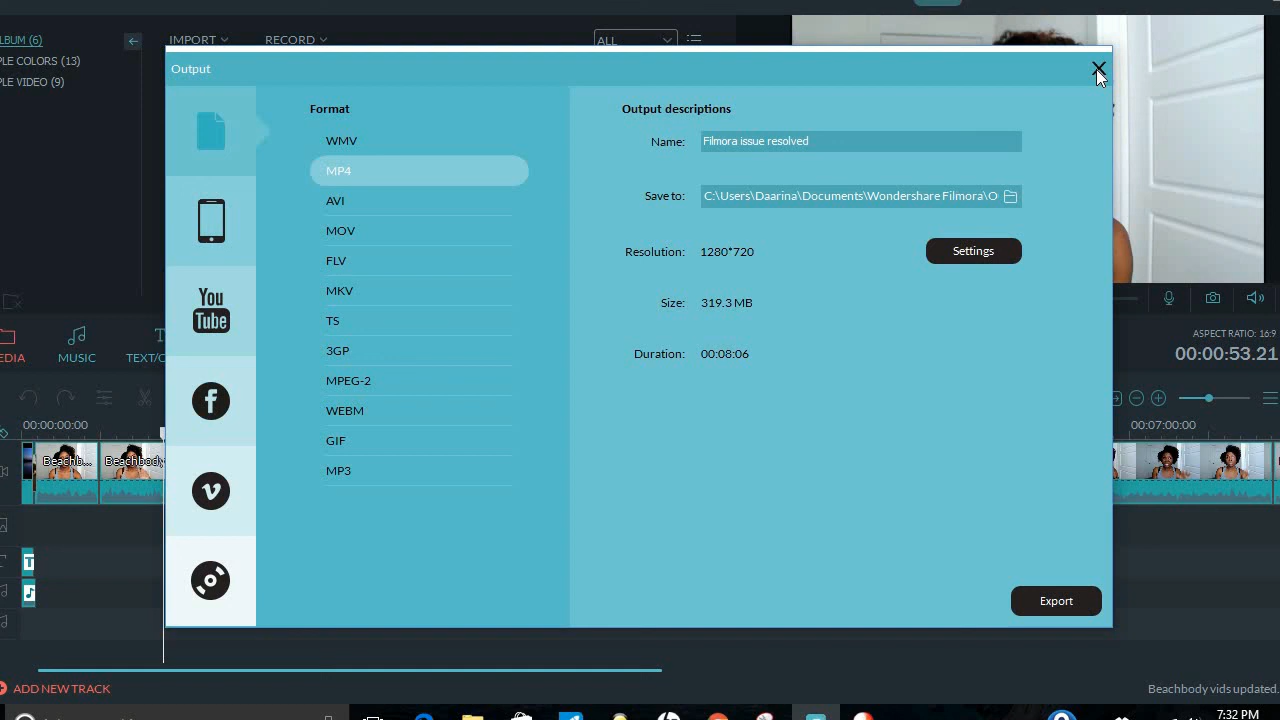 ALBUM (6)
IMPORT
RECORD
ALL
PLE COLORS (13)
PLE VIDEO (9)
Output
Format
WMV
MP4
AVI
MOV
FLV
MKV
TS
3GP
MPEG-2
WEBM
GIF
MP3
You
Tube
Output descriptions
Name: Filmora issue resolved
Save to: C:\Users\Daarina\Documents\Wondershare Filmora\O
Resolution: 1280*720
Settings
Size: 319.3 MB
Duration: 00:08:06
Export
EDIA
MUSIC
TEXT/C
ASPECT RATIO: 16:9
00:00:53.21
00:00:00:00
00:07:00:00
Beachb...
Beachbody
ADD NEW TRACK
Beachbody vids updated.
7:32 PM